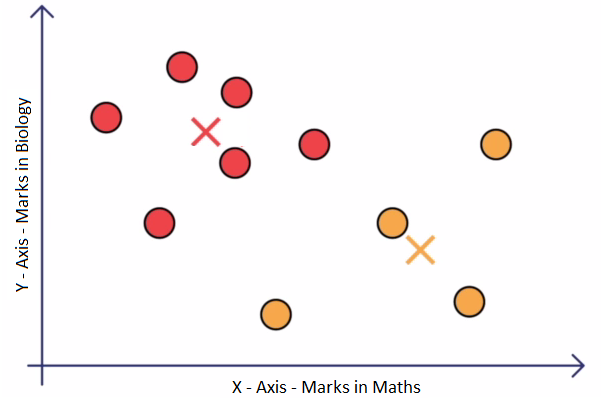 Y - Axis - Marks in Biology
X - Axis - Marks in Maths